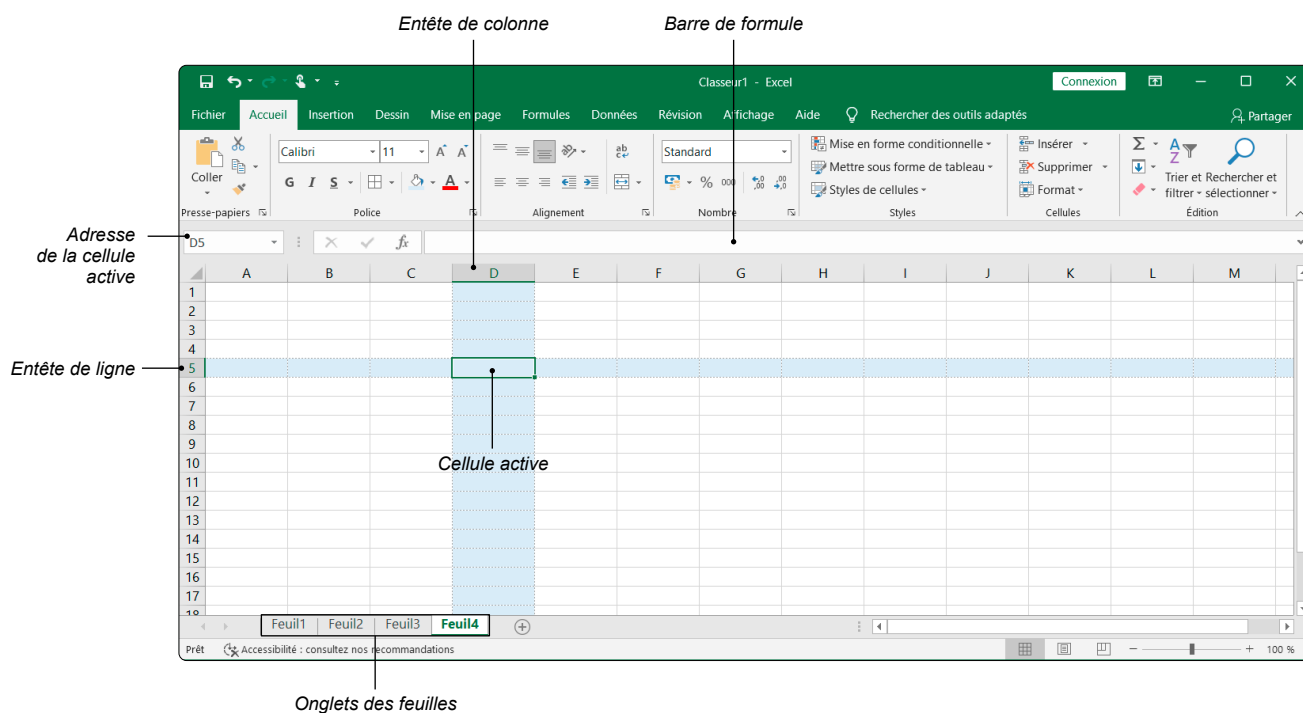 Entête de colonne
Barre de formule
Classeur1 - Excel
Connexion
Fichier Accueil Insertion Dessin Mise en page Formules Données Révision Affichage Aide Rechercher des outils adaptés Partager
Coller
Presse-papiers
Calibri 11 A A
G I S A
Police
ab
Alignement
Standard
% 000 ,00
Nombre
Mise en forme conditionnelle
Mettre sous forme de tableau
Styles de cellules
Styles
Insérer
Supprimer
Format
Cellules
Σ
A
Z
Trier et
filtrer
Rechercher et
sélectionner
Édition
Adresse
de la cellule
active
D5
fx
A B C D E F G H I J K L M
1
2
3
4
Entête de ligne
5
6
7
8
9
10
Cellule active
11
12
13
14
15
16
17
18
Feuil1 Feuil2 Feuil3 Feuil4
Prêt Accessibilité : consultez nos recommandations 100 %
Onglets des feuilles